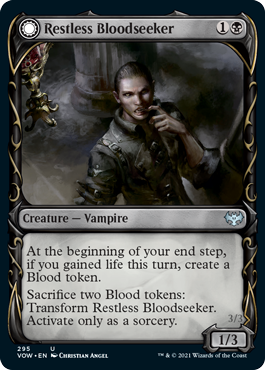 Restless Bloodseeker 1
Creature — Vampire
At the beginning of your end step,
if you gained life this turn, create a
Blood token.
Sacrifice two Blood tokens:
Transform Restless Bloodseeker.
Activate only as a sorcery.
3/3
1/3
295 U
VOW • EN Christian Angel
™ & © 2021 Wizards of the Coast